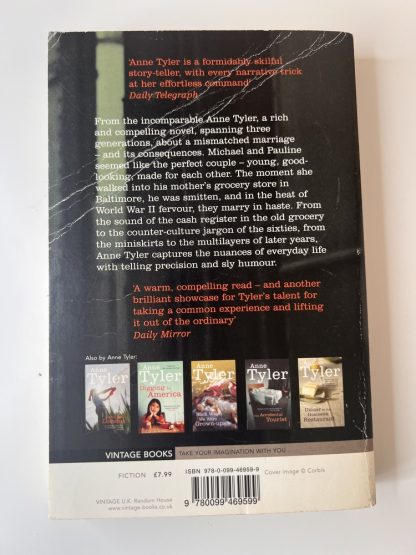 'Anne Tyler is a formidably skilful
story-teller, with every narrative trick
at her effortless command'
Daily Telegraph
From the incomparable Anne Tyler, a rich
and compelling novel, spanning three
generations, about a mismatched marriage
– and its consequences. Michael and Pauline
seemed like the perfect couple – young, good-
looking, made for each other. The moment she
walked into his mother's grocery store in
Baltimore, he was smitten, and in the heat of
World War II fervour, they marry in haste. From
the sound of the cash register in the old grocery
to the counter-culture jargon of the sixties, from
the miniskirts to the multilayers of later years,
Anne Tyler captures the nuances of everyday life
with telling precision and sly humour.
'A warm, compelling read – and another
brilliant showcase for Tyler's talent for
taking a common experience and lifting
it out of the ordinary'
Daily Mirror
Also by Anne Tyler:
Anne
Tyler
Anne
Tyler
Digging to
America
Anne
Tyler
Back When
We Were
Grown-ups
Anne
Tyler
The Accidental
Tourist
Anne
Tyler
Dinner at the
Homesick
Restaurant
VINTAGE BOOKS TAKE YOUR IMAGINATION WITH YOU
FICTION £7.99
ISBN 978-0-099-46959-9
Cover image © Corbis
VINTAGE U.K. Random House
www.vintage-books.co.uk
9 780099 469599